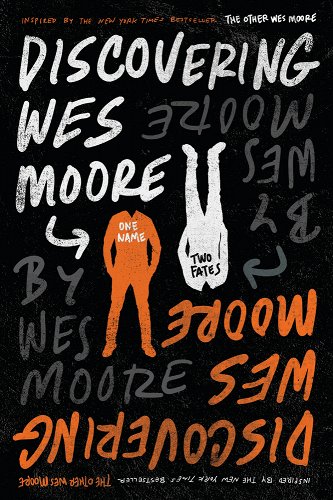 INSPIRED BY THE NEW YORK TIMES BESTSELLER THE OTHER WES MOORE
DISCOVERING
WES
MOORE
BY
WES
MOORE
ONE
NAME
TWO
FATES
BY
WES
MOORE
DISCOVERING
WES
MOORE
INSPIRED BY THE NEW YORK TIMES BESTSELLER
THE OTHER WES MOORE